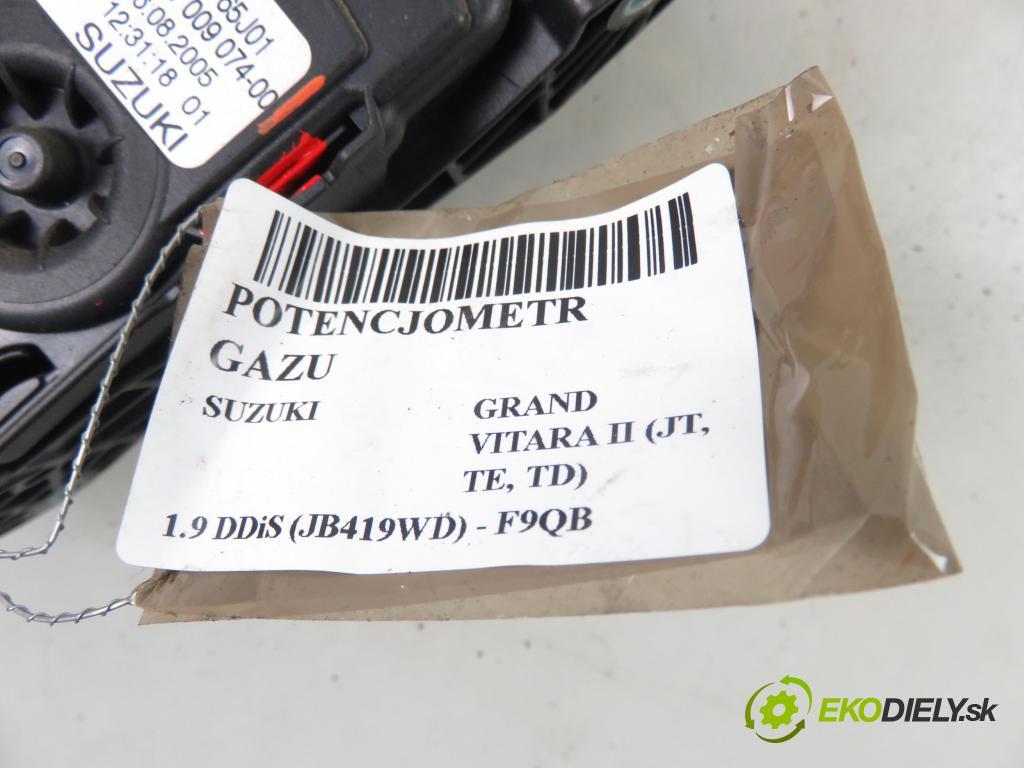 65J01
009 074-00
.08.2005
12:31:18 01
SUZUKI
POTENCJOMETR
GAZU
SUZUKI GRAND
VITARA II (JT,
TE, TD)
1.9 DDiS (JB419WD) - F9QB
EKODIELY.sk